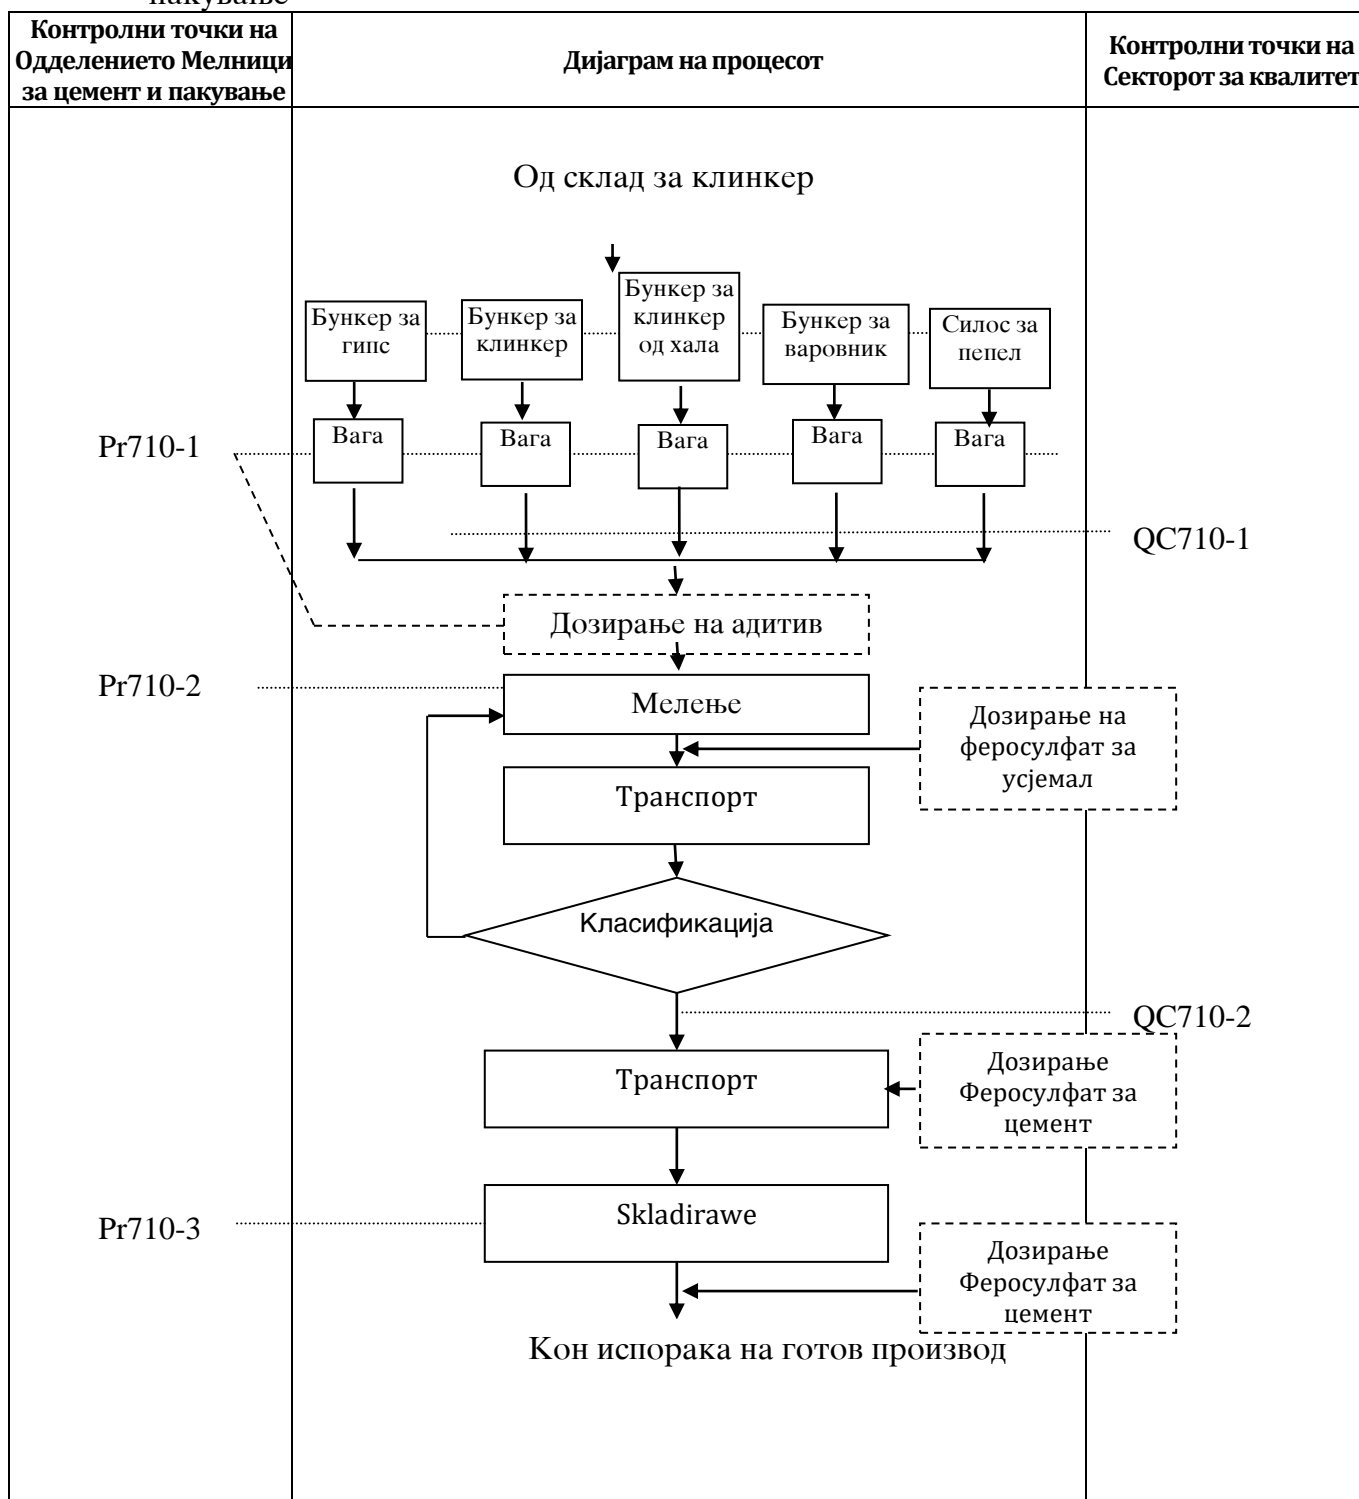 пакување
Контролни точки на
Одделението Мелници
за цемент и пакување
Дијаграм на процесот
Контролни точки на
Секторот за квалитет
Од склад за клинкер
Бункер за
гипс
Бункер за
клинкер
Бункер за
клинкер
од хала
Бункер за
варовник
Силос за
пепел
Pr710-1
Вага
Вага
Вага
Вага
Вага
QC710-1
Дозирање на адитив
Pr710-2
Мелење
Дозирање на
феросулфат за
усјемал
Транспорт
Класификација
QC710-2
Транспорт
Дозирање
Феросулфат за
цемент
Pr710-3
Skladirawe
Дозирање
Феросулфат за
цемент
Кон испорака на готов производ